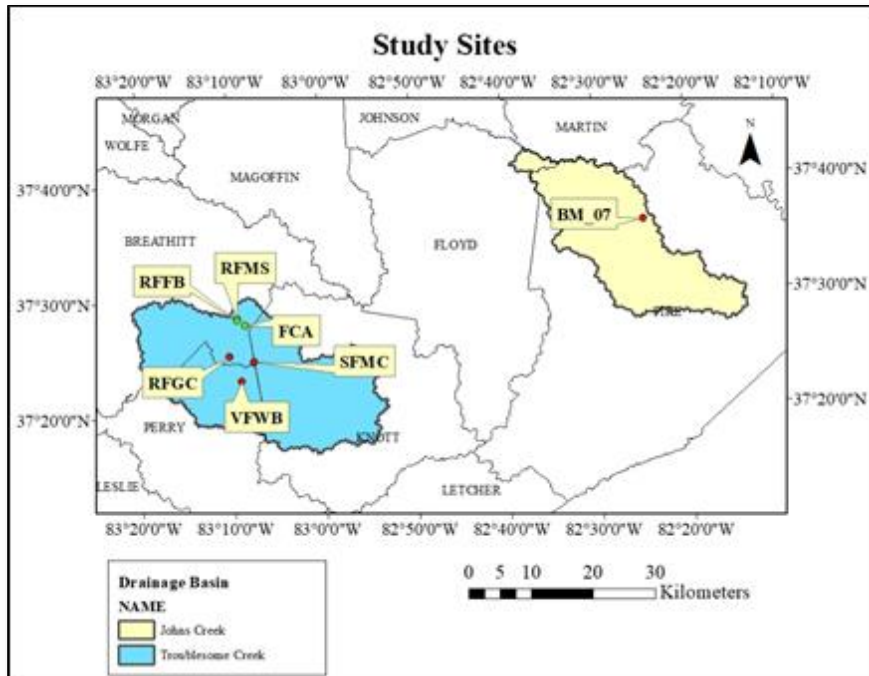 Study Sites
83°20'0"W 83°10'0"W 83°0'0"W 82°50'0"W 82°40'0"W 82°30'0"W 82°20'0"W 82°10'0"W
MORGAN
JOHNSON
MARTIN
N
WOLFE
MAGOFFIN
37°40'0"N
37°40'0"N
BM_07
BREATHITT
FLOYD
RFMS
RFFB
37°30'0"N
37°30'0"N
PIKE
FCA
SFMC
RFGC
37°20'0"N
37°20'0"N
VFWB
PERRY
KNOTT
LESLIE
LETCHER
83°20'0"W 83°10'0"W 83°0'0"W 82°50'0"W 82°40'0"W 82°30'0"W 82°20'0"W
Drainage Basin
NAME
Johns Creek
Troublesome Creek
0 5 10 20 30
Kilometers